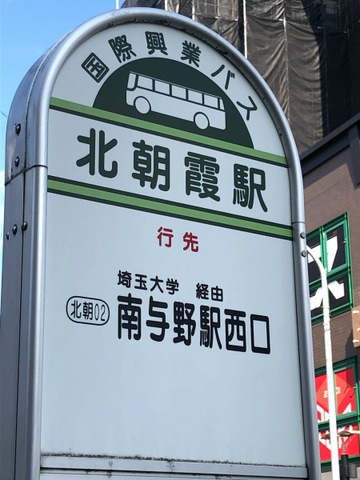 国際興業バス
北朝霞駅
行先
埼玉大学 経由
北朝02 南与野駅西口